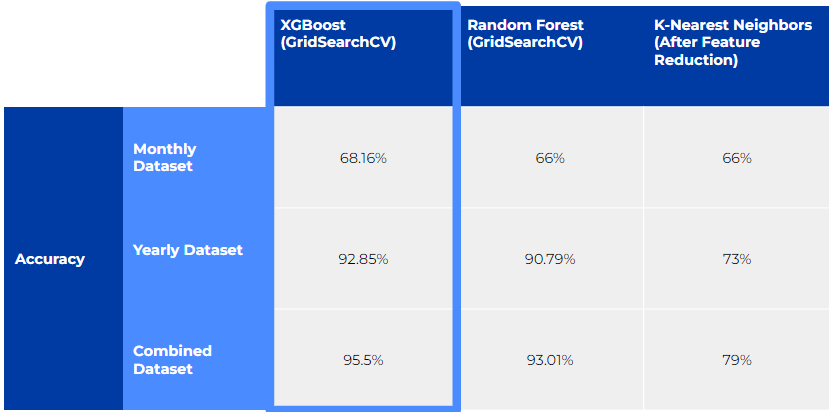 XGBoost
(GridSearchCV)
Random Forest
(GridSearchCV)
K-Nearest Neighbors
(After Feature
Reduction)
Accuracy
Monthly
Dataset
68.16%
66%
66%
Yearly Dataset
92.85%
90.79%
73%
Combined
Dataset
95.5%
93.01%
79%